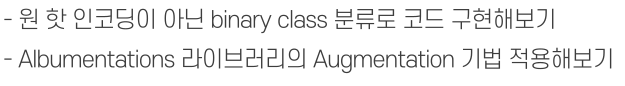 - 원 핫 인코딩이 아닌 binary class 분류로 코드 구현해보기
- Albumentations 라이브러리의 Augmentation 기법 적용해보기